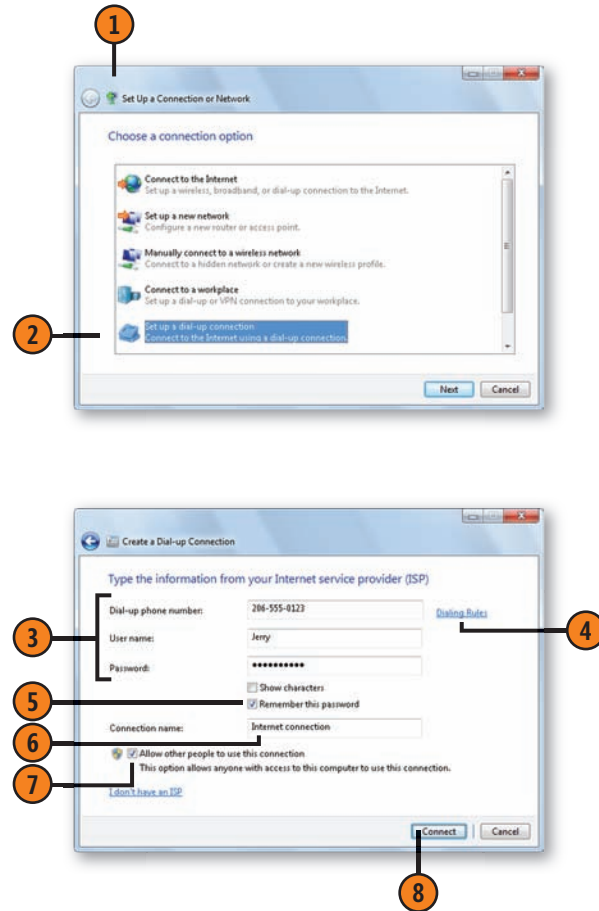 1
Set Up a Connection or Network
Choose a connection option
Connect to the Internet
Set up a wireless, broadband, or dial-up connection to the Internet.
Set up a new network
Configure a new router or access point.
Manually connect to a wireless network
Connect to a hidden network or create a new wireless profile.
Connect to a workplace
Set up a dial-up or VPN connection to your workplace.
2
Set up a dial-up connection
Connect to the Internet using a dial-up connection.
Next
Cancel
Create a Dial-up Connection
Type the information from your Internet service provider (ISP)
Dial-up phone number:
206-555-0123
Dialing Rules
4
3
User name:
Jerry
Password:
••••••••••
Show characters
5
Remember this password
Connection name:
Internet connection
6
Allow other people to use this connection
7
This option allows anyone with access to this computer to use this connection.
I don't have an ISP
Connect
Cancel
8